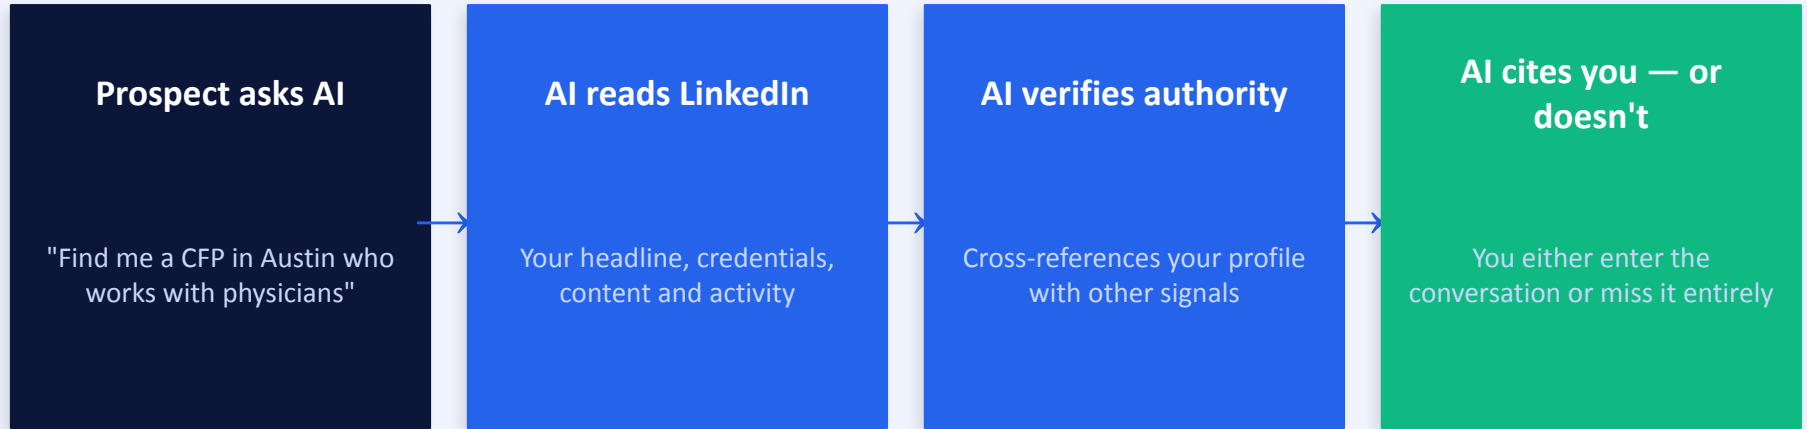 Prospect asks AI
"Find me a CFP in Austin who
works with physicians"
AI reads LinkedIn
Your headline, credentials,
content and activity
AI verifies authority
Cross-references your profile
with other signals
AI cites you — or
doesn't
You either enter the
conversation or miss it entirely